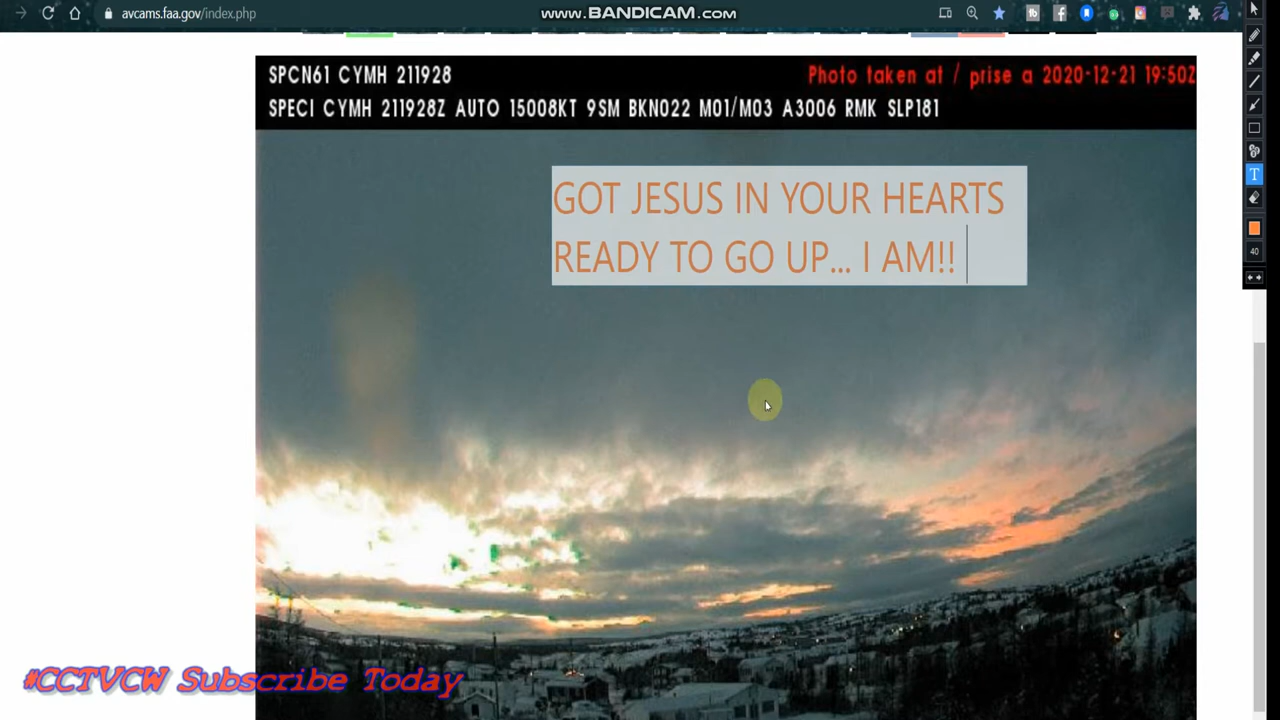 avcams.faa.gov/index.php
www.BANDICAM.com
SPCN61 CYMH 211928
Photo taken at / prise a 2020-12-21 19:50Z
SPECI CYMH 211928Z AUTO 15008KT 9SM BKN022 M01/M03 A3006 RMK SLP181
GOT JESUS IN YOUR HEARTS
READY TO GO UP... I AM!!
T
40
#CCTVCW Subscribe Today